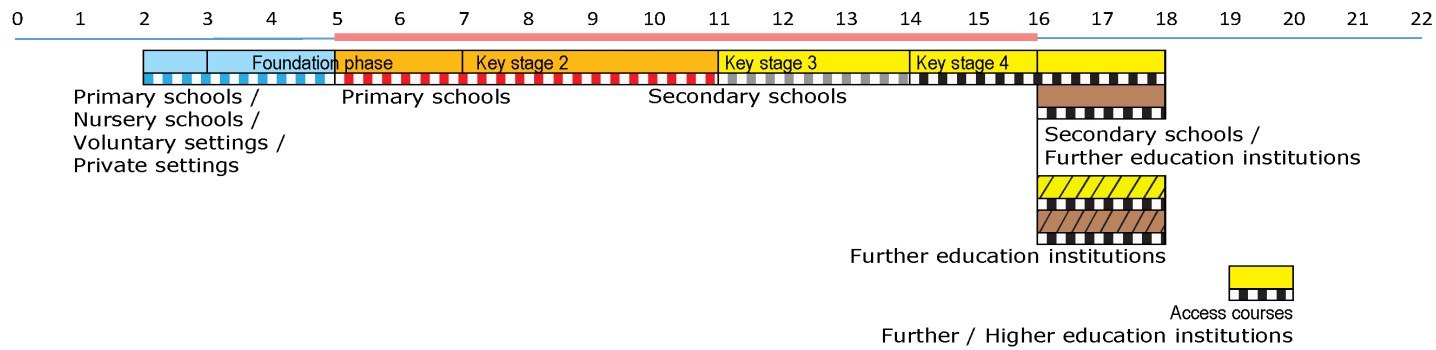 0 1 2 3 4 5 6 7 8 9 10 11 12 13 14 15 16 17 18 19 20 21 22
Foundation phase Key stage 2 Key stage 3 Key stage 4
Primary schools /
Nursery schools /
Voluntary settings /
Private settings
Primary schools
Secondary schools
Secondary schools /
Further education institutions
Further education institutions
Access courses
Further / Higher education institutions